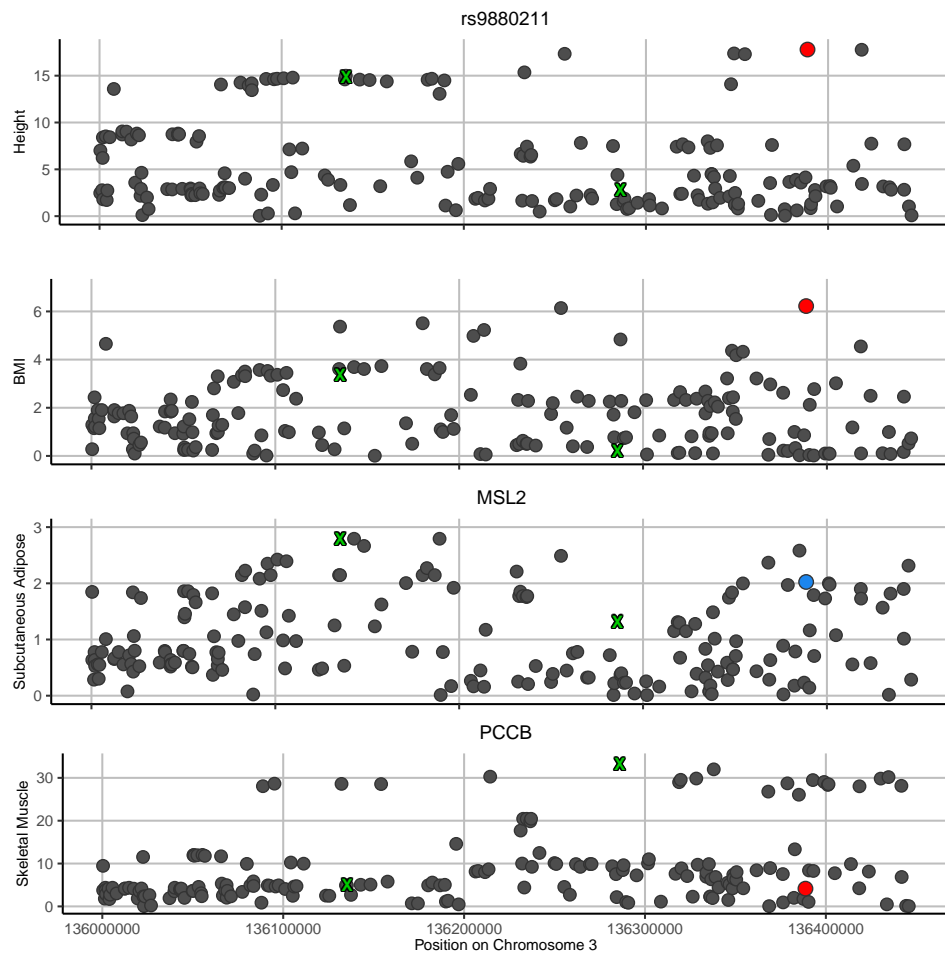 rs9880211
Height
15
10
5
0
BMI
6
4
2
0
MSL2
Subcutaneous Adipose
3
2
1
0
PCCB
Skeletal Muscle
30
20
10
0
136000000 136100000 136200000 136300000 136400000
Position on Chromosome 3